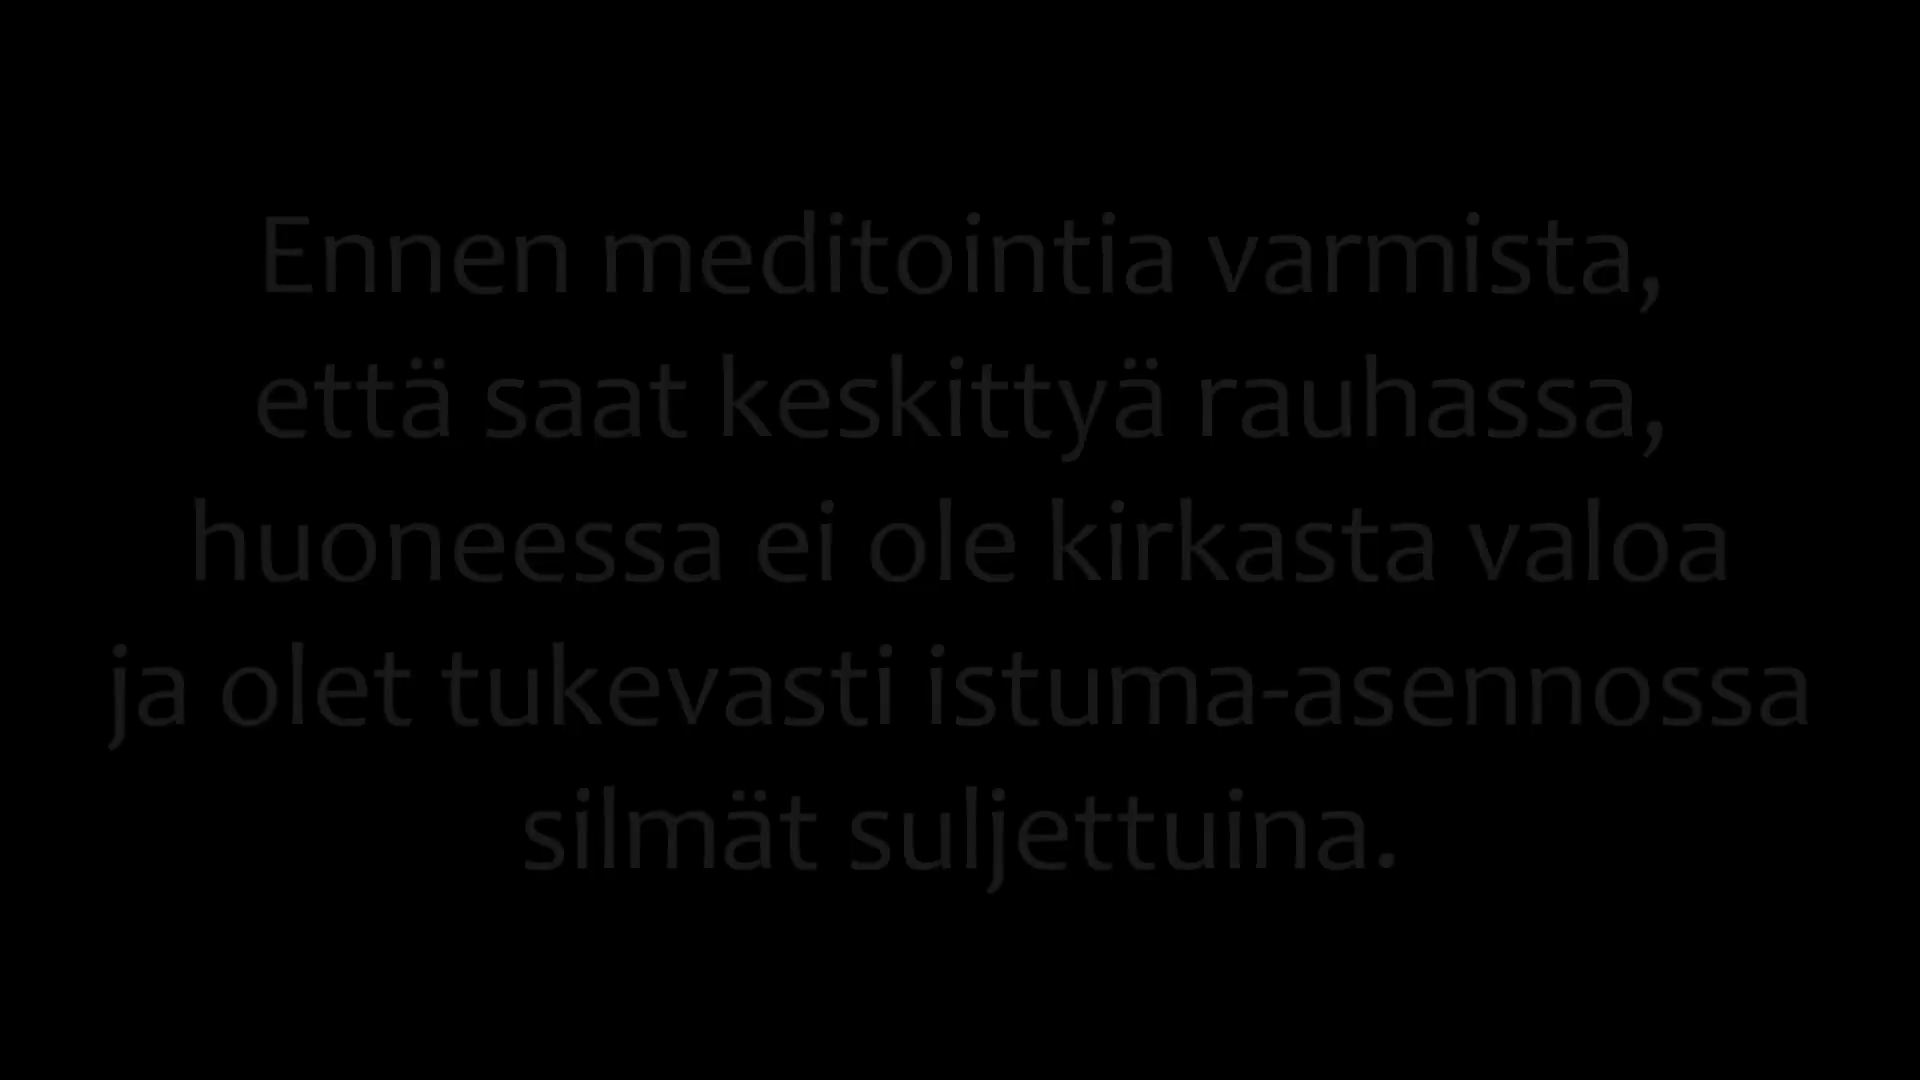 Ennen meditointia varmista,
että saat keskittyä rauhassa,
huoneessa ei ole kirkasta valoa
ja olet tukevasti istuma-asennossa
silmät suljettuina.